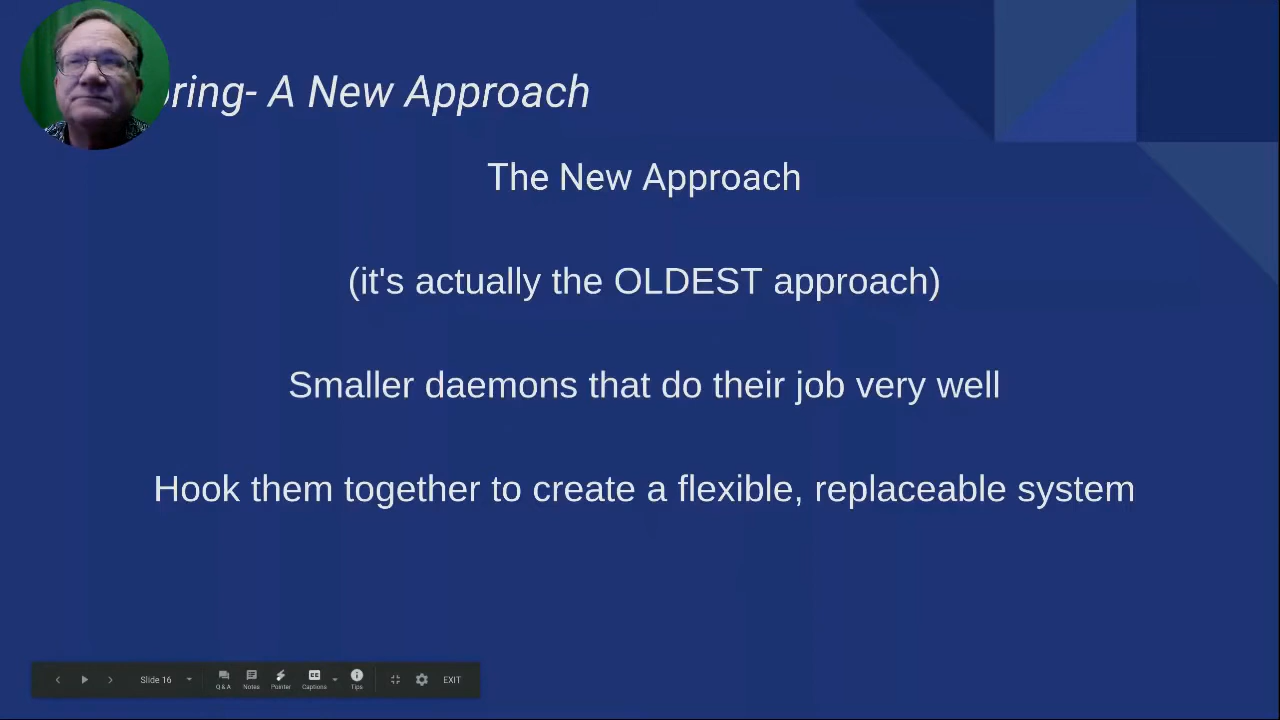 A New Approach
The New Approach
(it's actually the OLDEST approach)
Smaller daemons that do their job very well
Hook them together to create a flexible, replaceable system
Slide 16
Q & A
Notes
Pointer
CC
Captions
Tips
EXIT